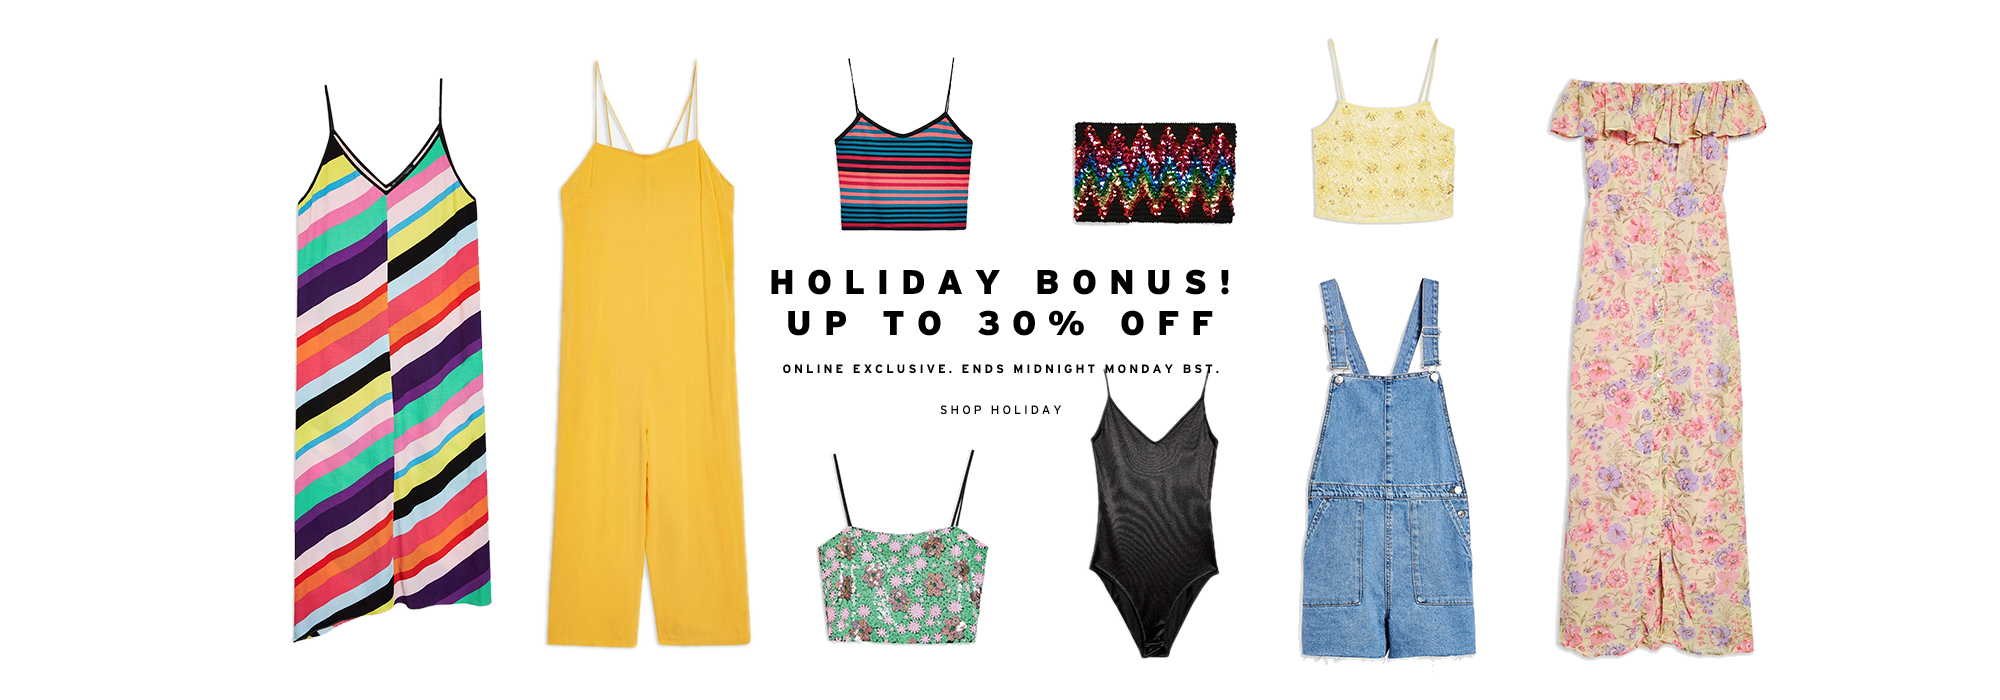 HOLIDAY BONUS!
UP TO 30% OFF
ONLINE EXCLUSIVE. ENDS MIDNIGHT MONDAY BST.
SHOP HOLIDAY